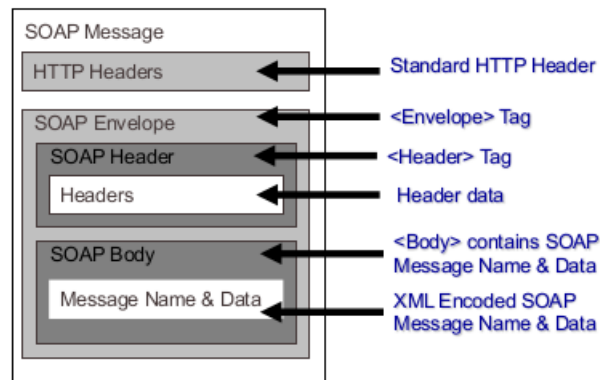 SOAP Message
HTTP Headers
Standard HTTP Header
SOAP Envelope
<Envelope> Tag
SOAP Header
<Header> Tag
Headers
Header data
SOAP Body
<Body> contains SOAP
Message Name & Data
Message Name & Data
XML Encoded SOAP
Message Name & Data